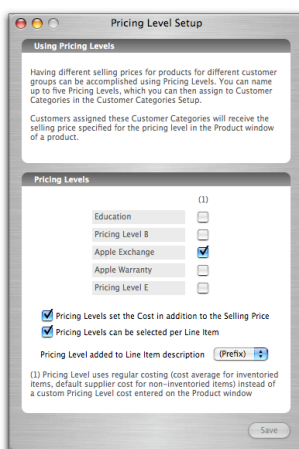 Pricing Level Setup
Using Pricing Levels
Having different selling prices for products for different customer
groups can be accomplished using Pricing Levels. You can name
up to five Pricing Levels, which you can then assign to Customer
Categories in the Customer Categories Setup.
Customers assigned these Customer Categories will receive the
selling price specified for the pricing level in the Product window
of a product.
Pricing Levels
(1)
Education
Pricing Level B
Apple Exchange
Apple Warranty
Pricing Level E
Pricing Levels set the Cost in addition to the Selling Price
Pricing Levels can be selected per Line Item
Pricing Level added to Line Item description (Prefix)
(1) Pricing Level uses regular costing (cost average for inventoried
items, default supplier cost for non-inventoried items) instead of
a custom Pricing Level cost entered on the Product window
Save